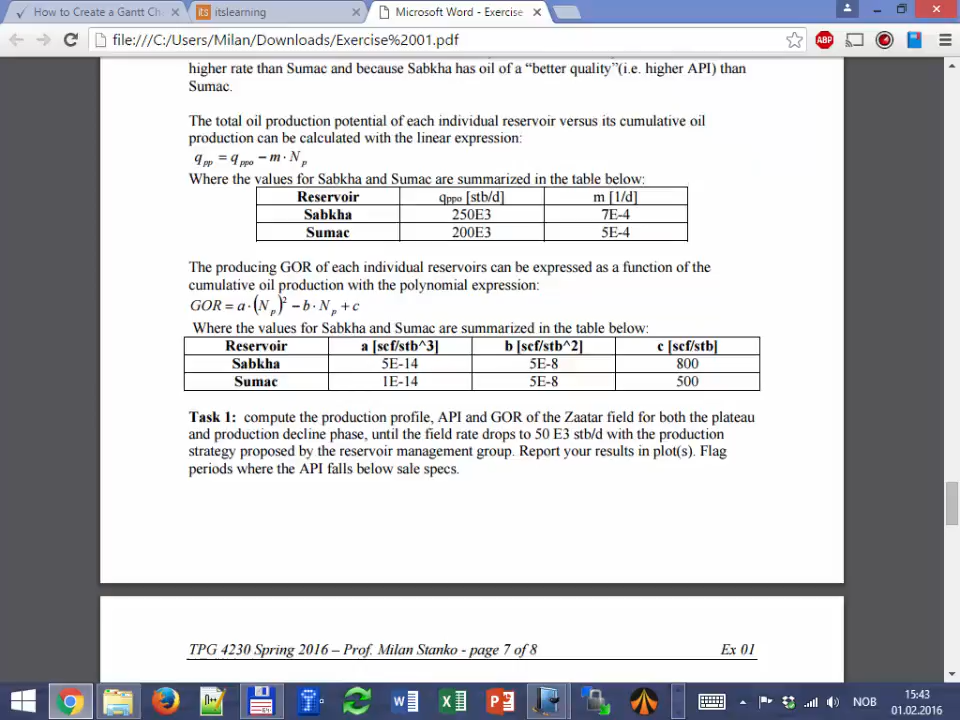 How to Create a Gantt Ch
itslearning
Microsoft Word - Exercise
file:///C:/Users/Milan/Downloads/Exercise%2001.pdf
ABP
higher rate than Sumac and because Sabkha has oil of a “better quality”(i.e. higher API) than
Sumac.
The total oil production potential of each individual reservoir versus its cumulative oil
production can be calculated with the linear expression:
q_pp = q_ppo − m · N_p
Where the values for Sabkha and Sumac are summarized in the table below:
Reservoir q_ppo [stb/d] m [1/d]
Sabkha 250E3 7E-4
Sumac 200E3 5E-4
The producing GOR of each individual reservoirs can be expressed as a function of the
cumulative oil production with the polynomial expression:
GOR = a · (N_p)² − b · N_p + c
Where the values for Sabkha and Sumac are summarized in the table below:
Reservoir a [scf/stb^3] b [scf/stb^2] c [scf/stb]
Sabkha 5E-14 5E-8 800
Sumac 1E-14 5E-8 500
Task 1: compute the production profile, API and GOR of the Zaatar field for both the plateau
and production decline phase, until the field rate drops to 50 E3 stb/d with the production
strategy proposed by the reservoir management group. Report your results in plot(s). Flag
periods where the API falls below sale specs.
TPG 4230 Spring 2016 – Prof. Milan Stanko - page 7 of 8 Ex 01
NOB
15:43
01.02.2016